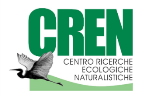 CREN
CENTRO RICERCHE
ECOLOGICHE
NATURALISTICHE